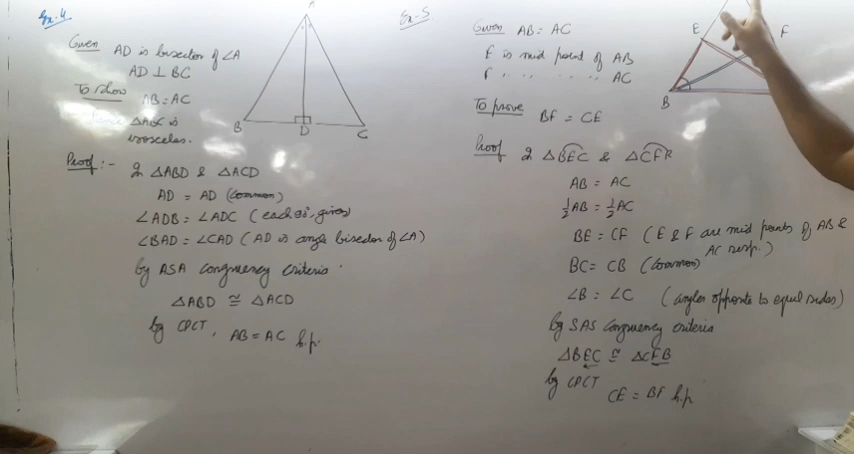 Ex-4
A
Given AD is bisector of ∠A
AD ⊥ BC
To show AB = AC
ΔABC is
isosceles.
B D C
Proof :- In ΔABD & ΔACD
AD = AD (common)
∠ADB = ∠ADC (each 90°, given)
∠BAD = ∠CAD (AD is angle bisector of ∠A)
by ASA congruency criteria
ΔABD ≅ ΔACD
by CPCT, AB = AC h.p.
Ex-5
Given AB = AC
E is mid point of AB
F " " " " AC
E F
B
To prove BF = CE
Proof In ΔBEC & ΔCFB
AB = AC
½AB = ½AC
BE = CF (E & F are mid points of AB &
AC resp.)
BC = CB (common)
∠B = ∠C (angles opposite to equal sides)
by SAS congruency criteria
ΔBEC ≅ ΔCFB
by CPCT
CE = BF h.p